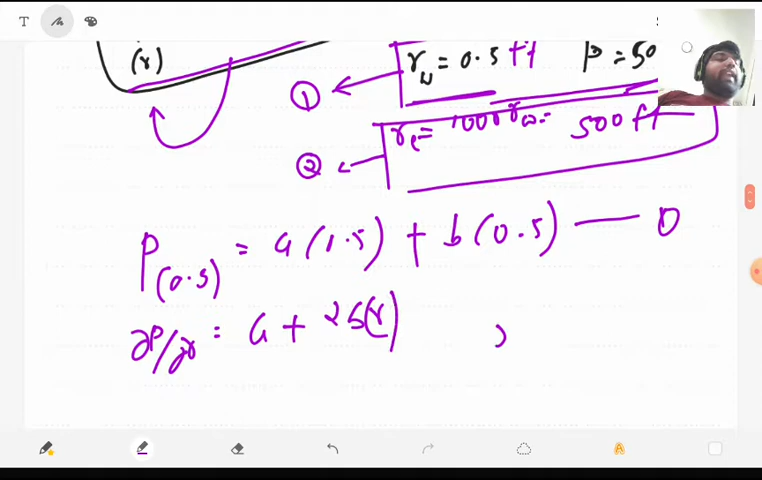 T
(r)
r_w = 0.5 ft P = 50
①
r_e = 1000 r_w = 500 ft
②
P(0.5) = a(1.5) + b(0.5) — 0
∂P/∂r = a + 2b(r) ,
A